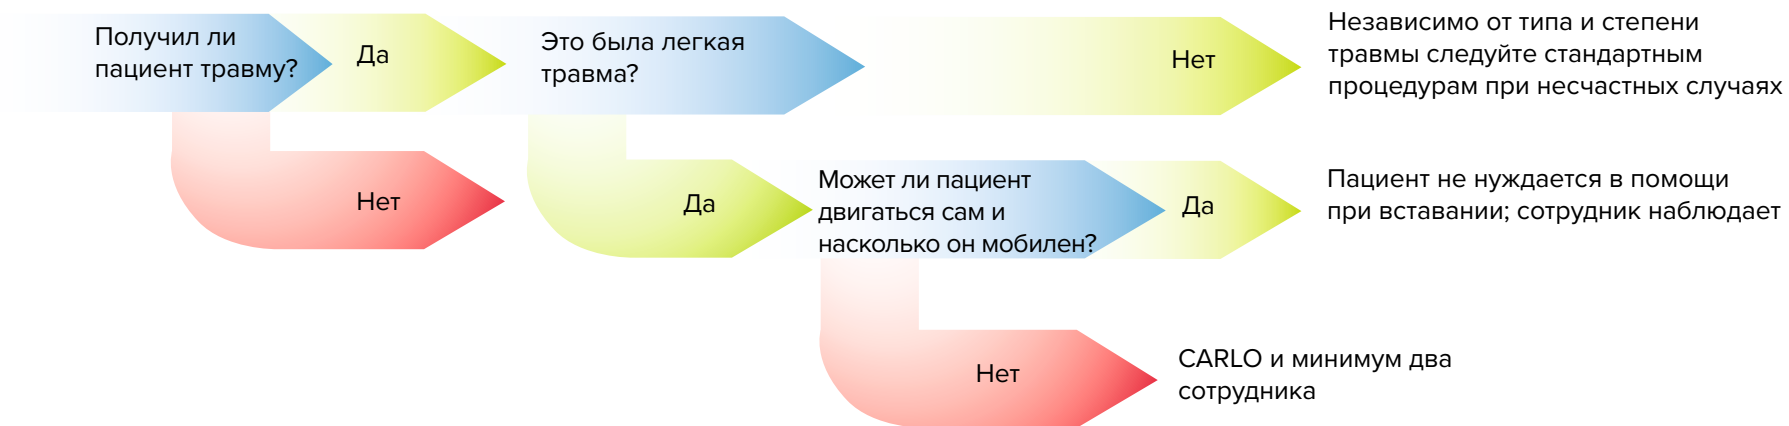 Получил ли
пациент травму?
Да
Это была легкая
травма?
Нет
Независимо от типа и степени
травмы следуйте стандартным
процедурам при несчастных случаях
Нет
Да
Может ли пациент
двигаться сам и
насколько он мобилен?
Да
Пациент не нуждается в помощи
при вставании; сотрудник наблюдает
Нет
CARLO и минимум два
сотрудника